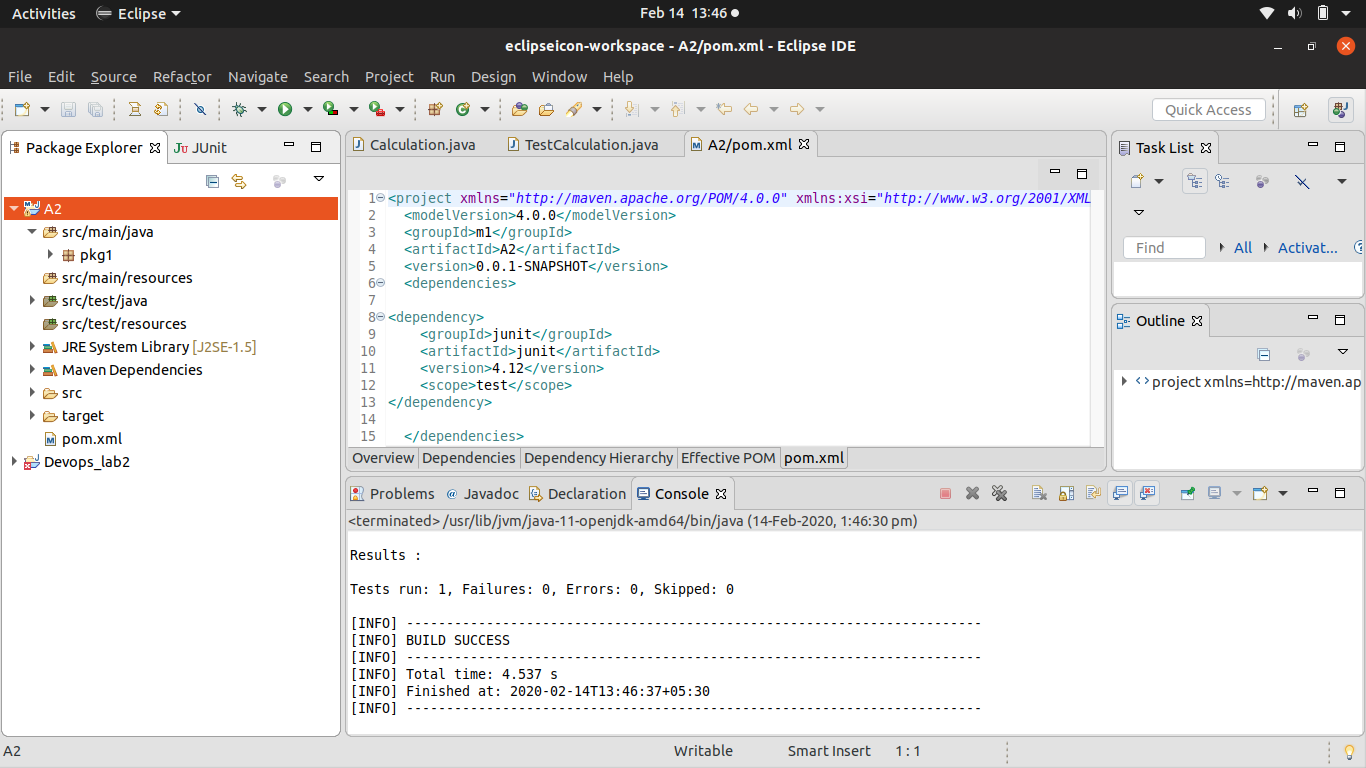 Activities Eclipse Feb 14 13:46
eclipseicon-workspace - A2/pom.xml - Eclipse IDE
File Edit Source Refactor Navigate Search Project Run Design Window Help
Quick Access
Package Explorer JUnit
A2
src/main/java
pkg1
src/main/resources
src/test/java
src/test/resources
JRE System Library [J2SE-1.5]
Maven Dependencies
src
target
pom.xml
Devops_lab2
Calculation.java TestCalculation.java A2/pom.xml
1 <project xmlns="http://maven.apache.org/POM/4.0.0" xmlns:xsi="http://www.w3.org/2001/XML
2 <modelVersion>4.0.0</modelVersion>
3 <groupId>m1</groupId>
4 <artifactId>A2</artifactId>
5 <version>0.0.1-SNAPSHOT</version>
6 <dependencies>
7
8 <dependency>
9 <groupId>junit</groupId>
10 <artifactId>junit</artifactId>
11 <version>4.12</version>
12 <scope>test</scope>
13 </dependency>
14
15 </dependencies>
Overview Dependencies Dependency Hierarchy Effective POM pom.xml
Task List
Find All Activat...
Outline
project xmlns=http://maven.ap
Problems Javadoc Declaration Console
<terminated> /usr/lib/jvm/java-11-openjdk-amd64/bin/java (14-Feb-2020, 1:46:30 pm)
Results :
Tests run: 1, Failures: 0, Errors: 0, Skipped: 0
[INFO] ------------------------------------------------------------------------
[INFO] BUILD SUCCESS
[INFO] ------------------------------------------------------------------------
[INFO] Total time: 4.537 s
[INFO] Finished at: 2020-02-14T13:46:37+05:30
[INFO] ------------------------------------------------------------------------
A2 Writable Smart Insert 1 : 1